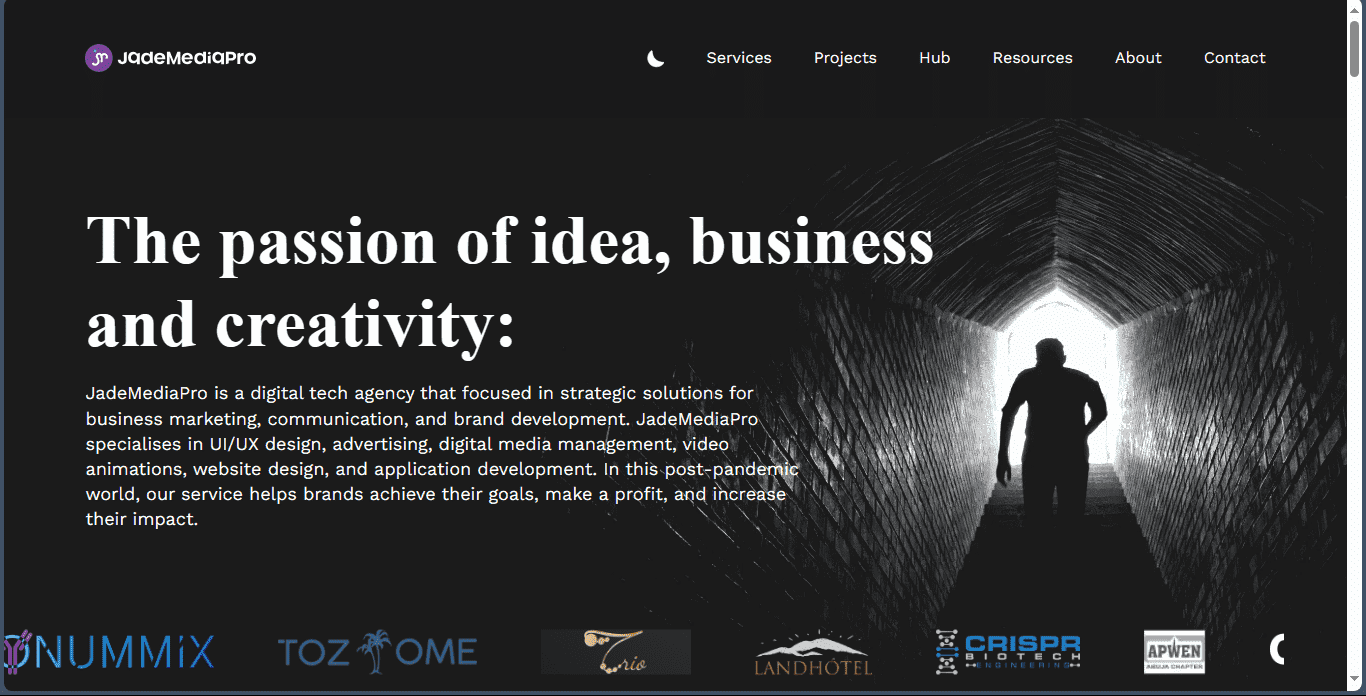 JadeMediaPro
Services Projects Hub Resources About Contact
The passion of idea, business
and creativity:
JadeMediaPro is a digital tech agency that focused in strategic solutions for
business marketing, communication, and brand development. JadeMediaPro
specialises in UI/UX design, advertising, digital media management, video
animations, website design, and application development. In this post-pandemic
world, our service helps brands achieve their goals, make a profit, and increase
their impact.
NUMMIX
TOZ OME
Trio
LANDHÓTEL
CRISPR
BIOTECH
ENGINEERING
APWEN
ABUJA CHAPTER